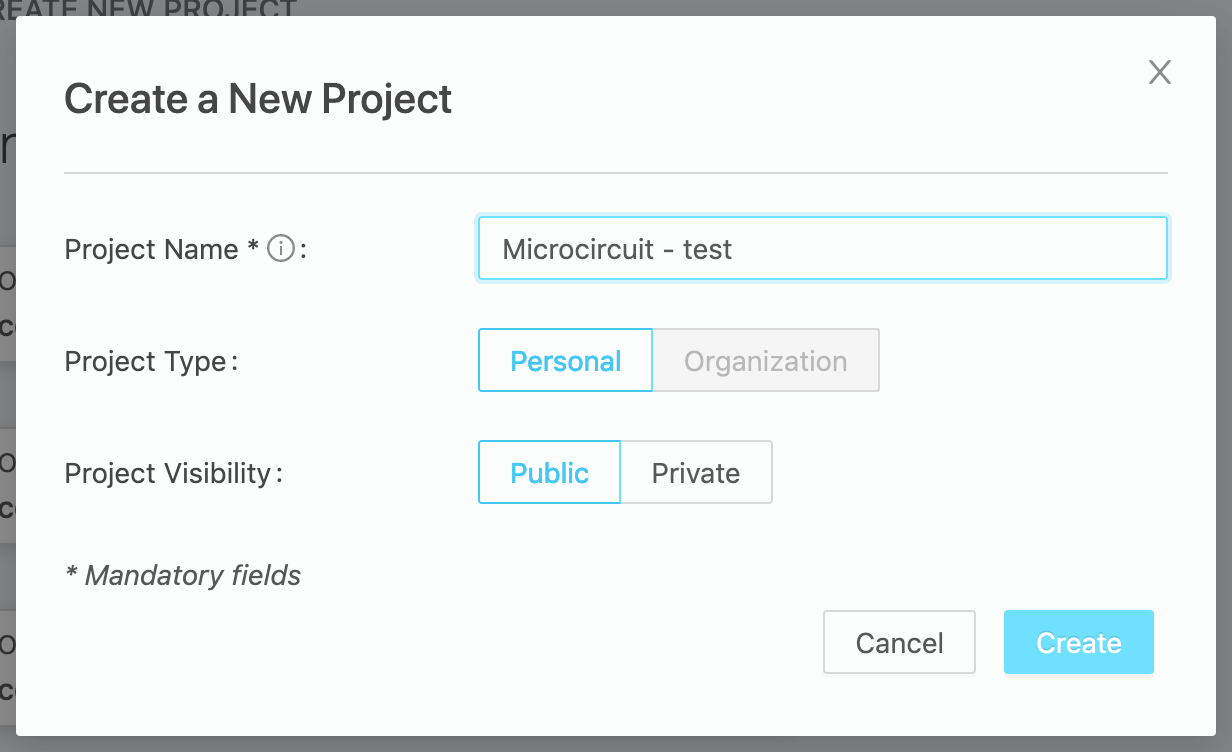 CREATE NEW PROJECT
Create a New Project
Project Name * :
Microcircuit - test
Project Type :
Personal
Organization
Project Visibility :
Public
Private
* Mandatory fields
Cancel
Create